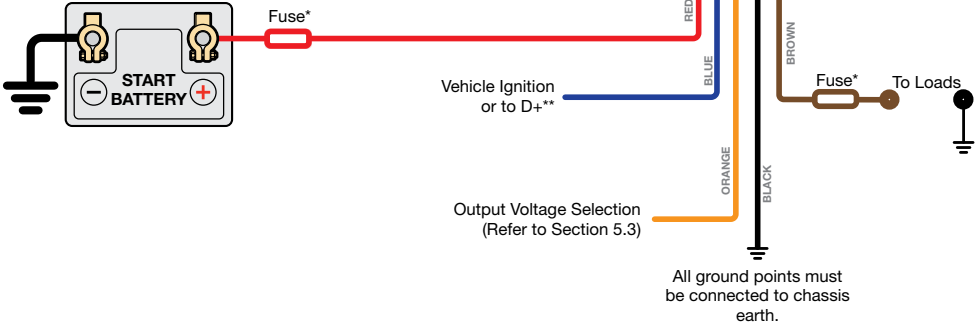 Fuse*
RED
START
BATTERY
BLUE
BROWN
Vehicle Ignition
or to D+**
Fuse*
To Loads
ORANGE
BLACK
Output Voltage Selection
(Refer to Section 5.3)
All ground points must
be connected to chassis
earth.